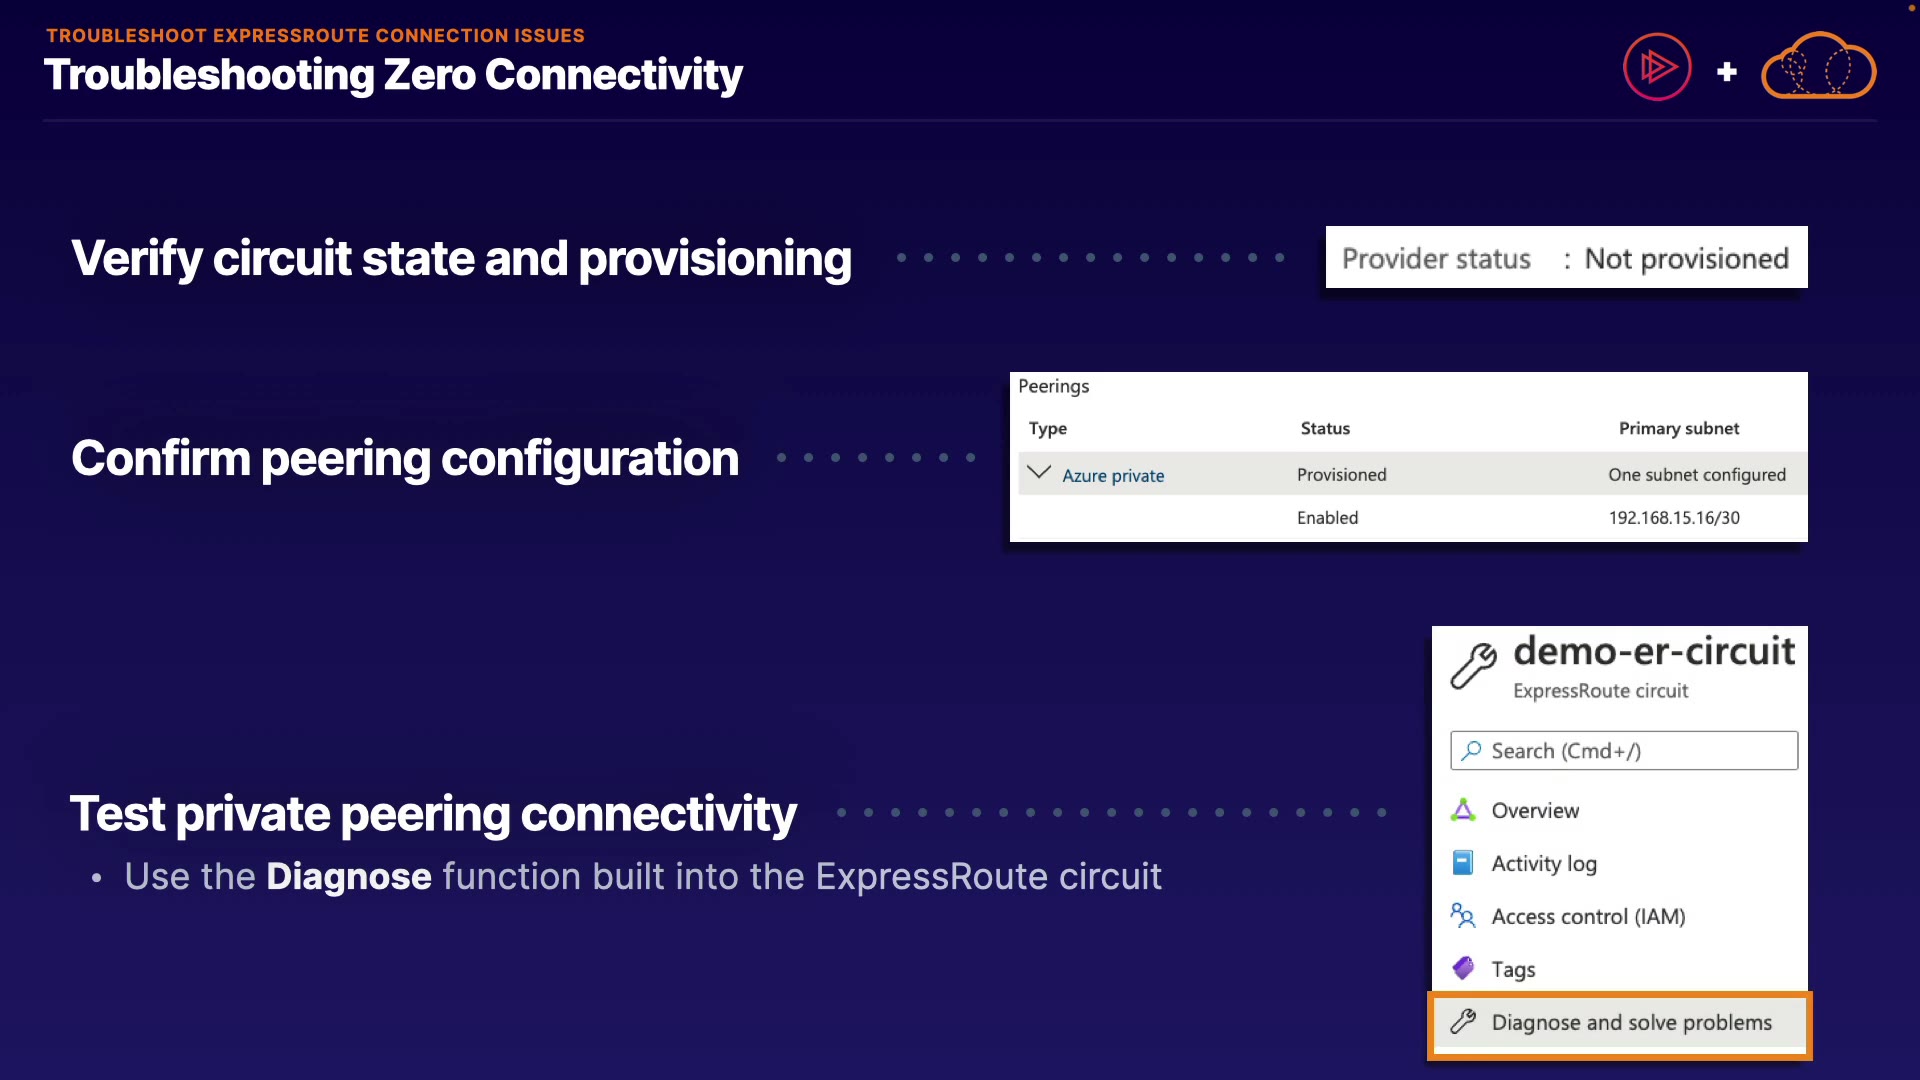 TROUBLESHOOT EXPRESSROUTE CONNECTION ISSUES
Troubleshooting Zero Connectivity
+
Verify circuit state and provisioning
Provider status : Not provisioned
Confirm peering configuration
Peerings
Type Status Primary subnet
Azure private Provisioned One subnet configured
Enabled 192.168.15.16/30
Test private peering connectivity
• Use the Diagnose function built into the ExpressRoute circuit
demo-er-circuit
ExpressRoute circuit
Search (Cmd+/)
Overview
Activity log
Access control (IAM)
Tags
Diagnose and solve problems